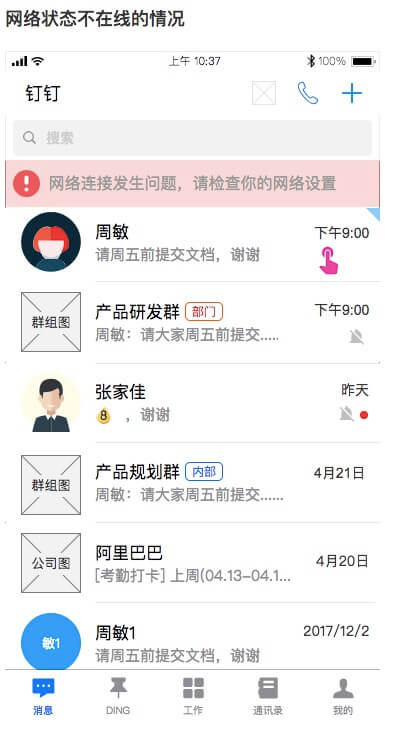 网络状态不在线的情况
上午 10:37
100%
钉钉
搜索
网络连接发生问题，请检查你的网络设置
周敏
下午9:00
请周五前提交文档，谢谢
群组图
产品研发群 部门
下午9:00
周敏：请大家周五前提交.....
张家佳
昨天
8 ，谢谢
群组图
产品规划群 内部
4月21日
周敏：请大家周五前提交......
公司图
阿里巴巴
4月20日
[考勤打卡] 上周(04.13-04.1...
敏1
周敏1
2017/12/2
请周五前提交文档，谢谢
消息
DING
工作
通讯录
我的